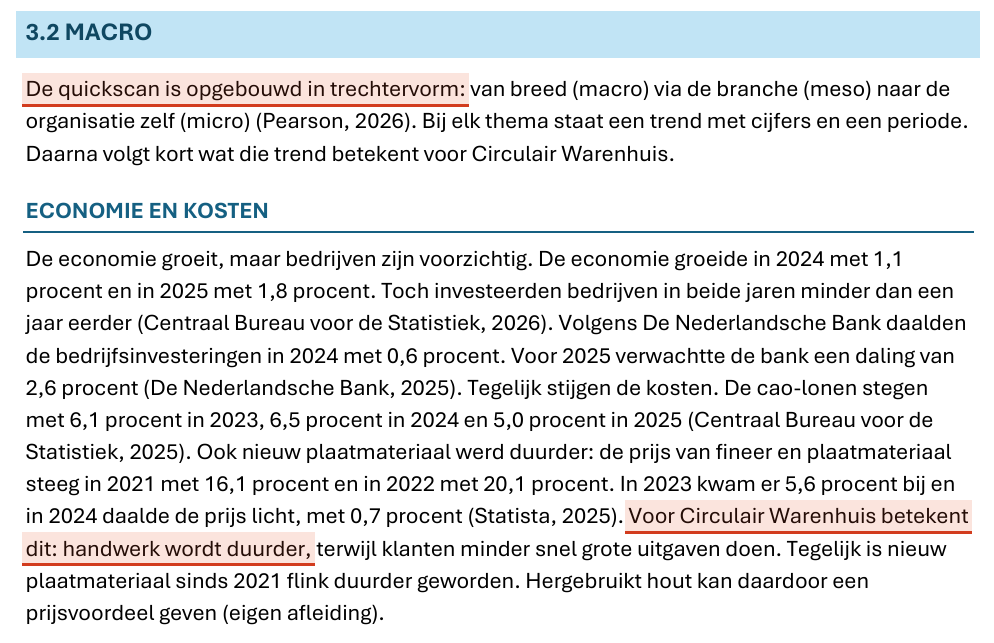 3.2 MACRO
De quickscan is opgebouwd in trechtervorm: van breed (macro) via de branche (meso) naar de
organisatie zelf (micro) (Pearson, 2026). Bij elk thema staat een trend met cijfers en een periode.
Daarna volgt kort wat die trend betekent voor Circulair Warenhuis.
ECONOMIE EN KOSTEN
De economie groeit, maar bedrijven zijn voorzichtig. De economie groeide in 2024 met 1,1
procent en in 2025 met 1,8 procent. Toch investeerden bedrijven in beide jaren minder dan een
jaar eerder (Centraal Bureau voor de Statistiek, 2026). Volgens De Nederlandsche Bank daalden
de bedrijfsinvesteringen in 2024 met 0,6 procent. Voor 2025 verwachtte de bank een daling van
2,6 procent (De Nederlandsche Bank, 2025). Tegelijk stijgen de kosten. De cao-lonen stegen
met 6,1 procent in 2023, 6,5 procent in 2024 en 5,0 procent in 2025 (Centraal Bureau voor de
Statistiek, 2025). Ook nieuw plaatmateriaal werd duurder: de prijs van fineer en plaatmateriaal
steeg in 2021 met 16,1 procent en in 2022 met 20,1 procent. In 2023 kwam er 5,6 procent bij en
in 2024 daalde de prijs licht, met 0,7 procent (Statista, 2025). Voor Circulair Warenhuis betekent
dit: handwerk wordt duurder, terwijl klanten minder snel grote uitgaven doen. Tegelijk is nieuw
plaatmateriaal sinds 2021 flink duurder geworden. Hergebruikt hout kan daardoor een
prijsvoordeel geven (eigen afleiding).